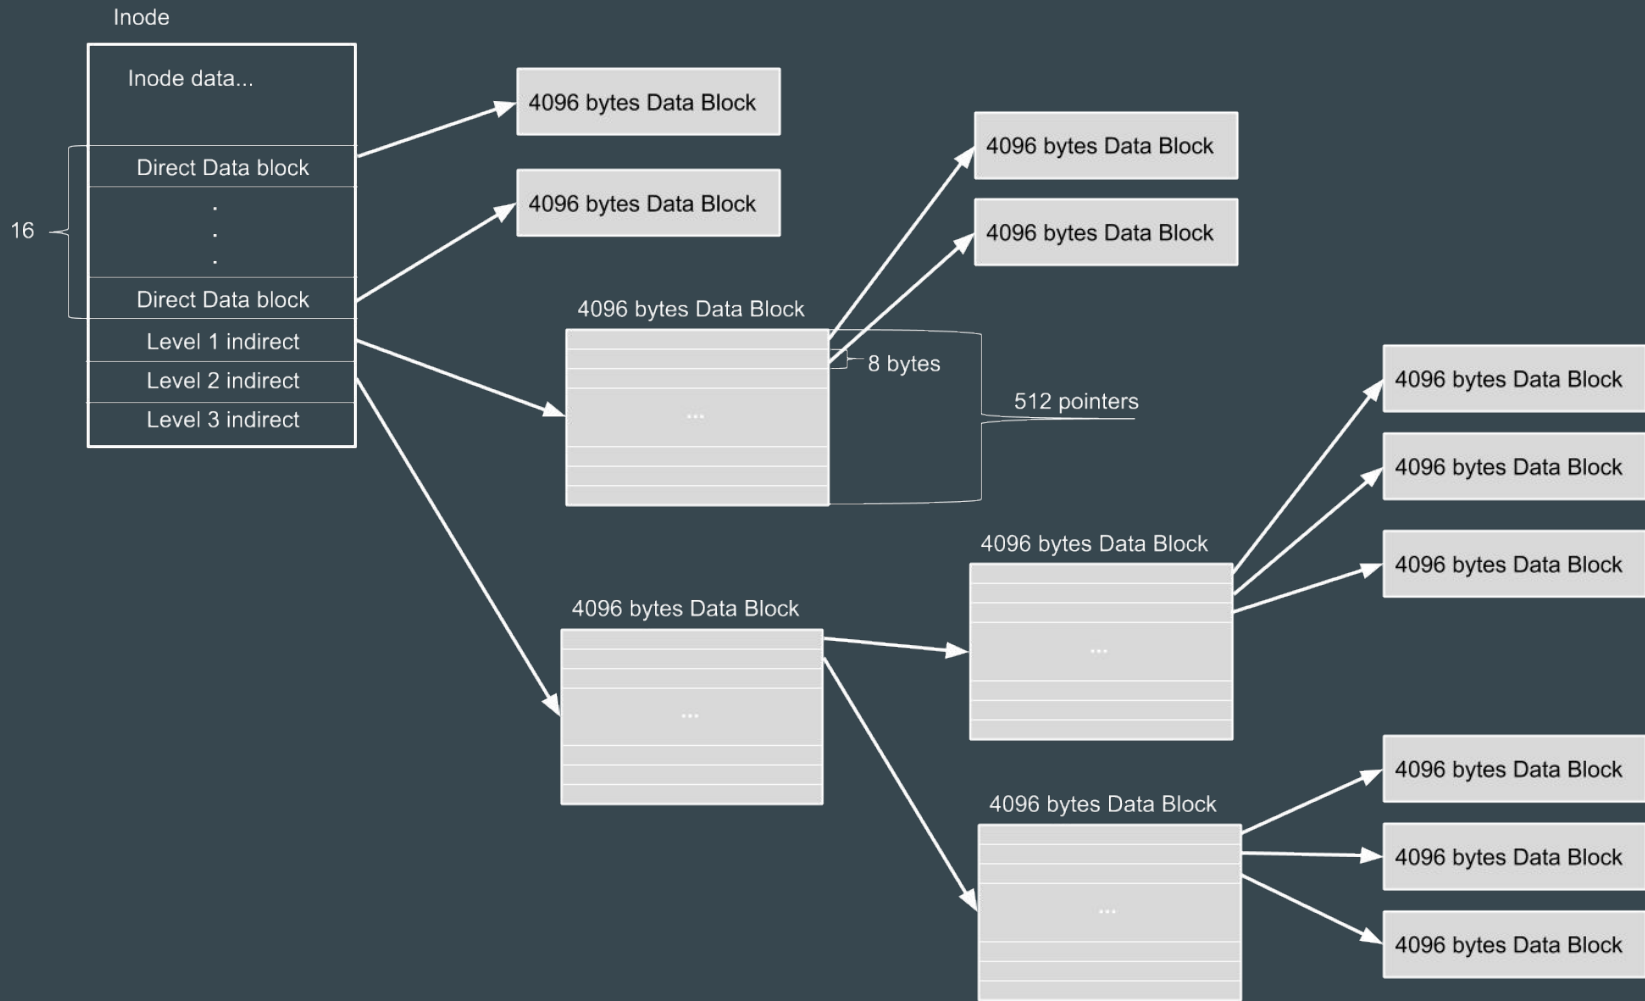 Inode
Inode data...
Direct Data block
.
.
.
16
Direct Data block
Level 1 indirect
Level 2 indirect
Level 3 indirect
4096 bytes Data Block
4096 bytes Data Block
4096 bytes Data Block
4096 bytes Data Block
4096 bytes Data Block
8 bytes
...
512 pointers
4096 bytes Data Block
...
4096 bytes Data Block
...
4096 bytes Data Block
4096 bytes Data Block
4096 bytes Data Block
4096 bytes Data Block
...
4096 bytes Data Block
4096 bytes Data Block
4096 bytes Data Block